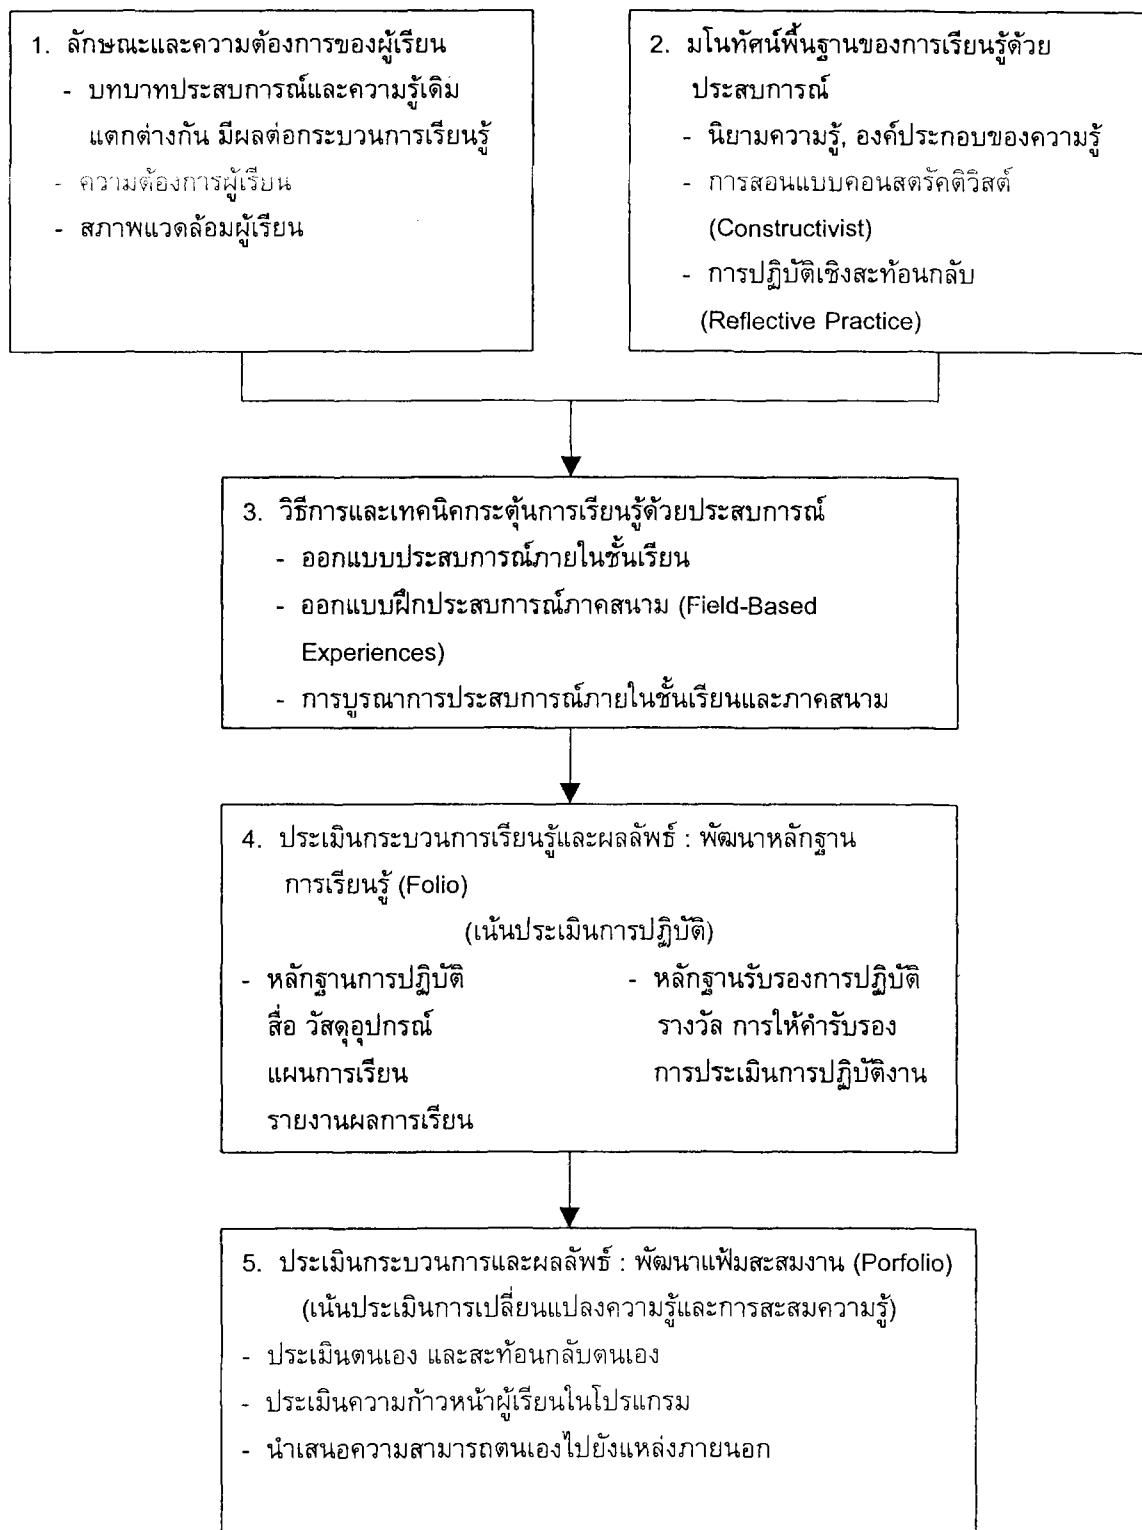 1. ลักษณะและความต้องการของผู้เรียน
- บทบาทประสบการณ์และความรู้เดิม
แตกต่างกัน มีผลต่อกระบวนการเรียนรู้
- ความต้องการผู้เรียน
- สภาพแวดล้อมผู้เรียน
2. มโนทัศน์พื้นฐานของการเรียนรู้ด้วย
ประสบการณ์
- นิยามความรู้, องค์ประกอบของความรู้
- การสอนแบบคอนสตรัคติวิสต์
(Constructivist)
- การปฏิบัติเชิงสะท้อนกลับ
(Reflective Practice)
3. วิธีการและเทคนิคกระตุ้นการเรียนรู้ด้วยประสบการณ์
- ออกแบบประสบการณ์ภายในชั้นเรียน
- ออกแบบฝึกประสบการณ์ภาคสนาม (Field-Based
Experiences)
- การบูรณาการประสบการณ์ภายในชั้นเรียนและภาคสนาม
4. ประเมินกระบวนการเรียนรู้และผลลัพธ์ : พัฒนาหลักฐาน
การเรียนรู้ (Folio)
(เน้นประเมินการปฏิบัติ)
- หลักฐานการปฏิบัติ
สื่อ วัสดุอุปกรณ์
แผนการเรียน
รายงานผลการเรียน
- หลักฐานรับรองการปฏิบัติ
รางวัล การให้คำรับรอง
การประเมินการปฏิบัติงาน
5. ประเมินกระบวนการและผลลัพธ์ : พัฒนาแฟ้มสะสมงาน (Porfolio)
(เน้นประเมินการเปลี่ยนแปลงความรู้และการสะสมความรู้)
- ประเมินตนเอง และสะท้อนกลับตนเอง
- ประเมินความก้าวหน้าผู้เรียนในโปรแกรม
- นำเสนอความสามารถตนเองไปยังแหล่งภายนอก